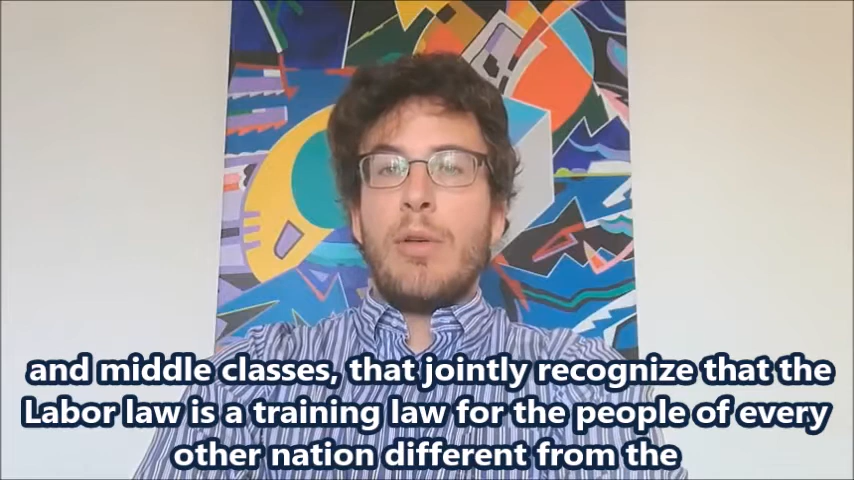 and middle classes, that jointly recognize that the
Labor law is a training law for the people of every
other nation different from the